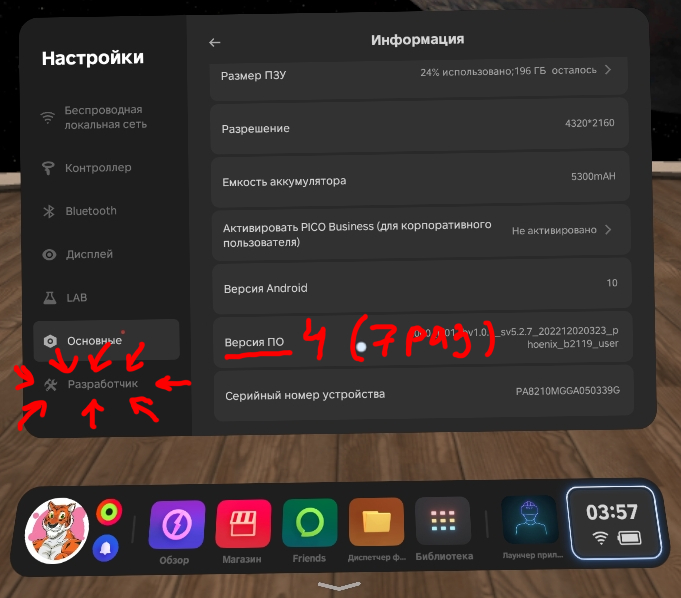 Настройки
Информация
Размер ПЗУ
24% использовано;196 ГБ осталось
Беспроводная
локальная сеть
Разрешение
4320*2160
Контроллер
Емкость аккумулятора
5300mAH
Bluetooth
Активировать PICO Business (для корпоративного
пользователя)
Не активировано
Дисплей
Версия Android
10
LAB
Основные
Версия ПО
4 (7 раз)
_sv5.2.7_202212020323_p
hoenix_b2119_user
Разработчик
Серийный номер устройства
PA8210MGGA050339G
03:57
Обзор
Магазин
Friends
Диспетчер ф...
Библиотека
Лаунчер прил...